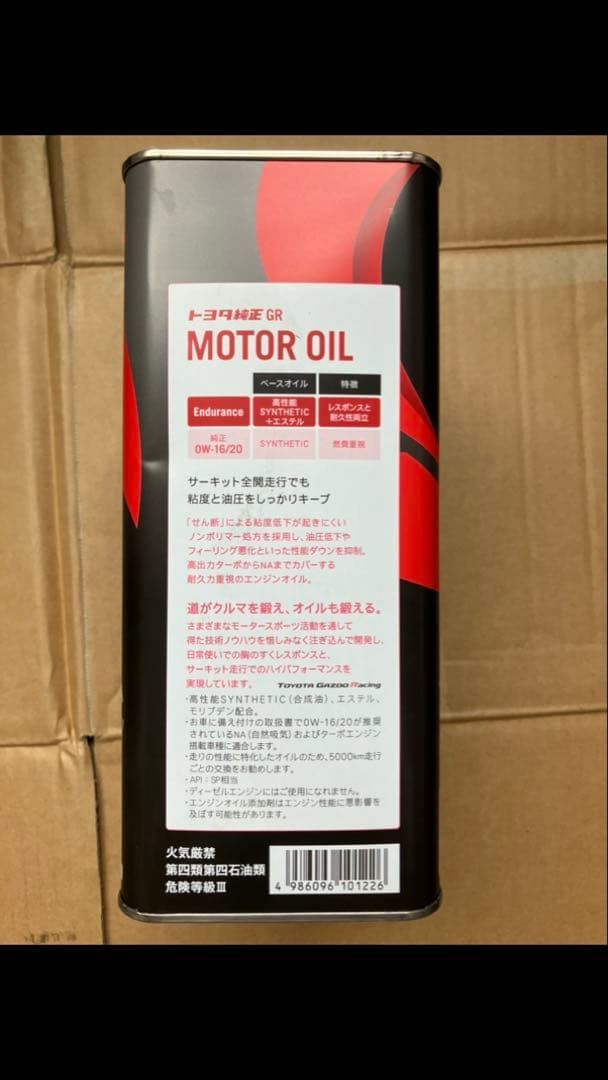 トヨタ純正 GR
MOTOR OIL
ベースオイル 特徴
Endurance 高性能 SYNTHETIC +エステル レスポンスと 耐久性両立
純正 0W-16/20 SYNTHETIC 燃費重視
サーキット全開走行でも
粘度と油圧をしっかりキープ
「せん断」による粘度低下が起きにくい
ノンポリマー処方を採用し、油圧低下や
フィーリング悪化といった性能ダウンを抑制。
高出力ターボからNAまでカバーする
耐久力重視のエンジンオイル。
道がクルマを鍛え、オイルも鍛える。
さまざまなモータースポーツ活動を通して
得た技術ノウハウを惜しみなく注ぎ込んで開発し、
日常使いでの胸のすくレスポンスと、
サーキット走行でのハイパフォーマンスを
実現しています。 TOYOTA GAZOO Racing
・高性能SYNTHETIC(合成油)、エステル、
モリブデン配合。
・お車に備え付けの取扱書で0W-16/20が推奨
されているNA(自然吸気)およびターボエンジン
搭載車種に適合します。
・走りの性能に特化したオイルのため、5000km走行
ごとの交換をお勧めします。
・API：SP相当
・ディーゼルエンジンにはご使用になれません。
・エンジンオイル添加剤はエンジン性能に悪影響を
及ぼす可能性があります。
火気厳禁
第四類第四石油類
危険等級Ⅲ
4 986096 101226